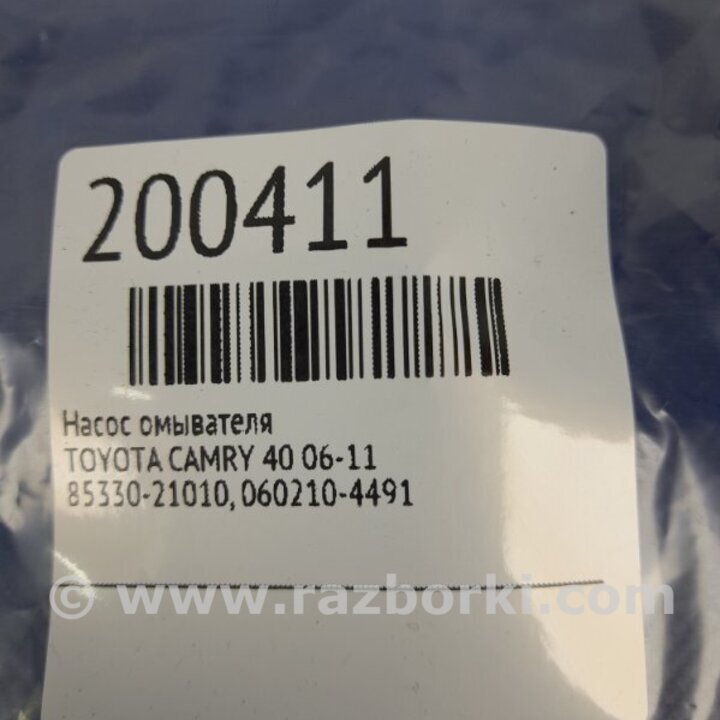 200411
Насос омывателя
TOYOTA CAMRY 40 06-11
85330-21010, 060210-4491
© www.razborki.com